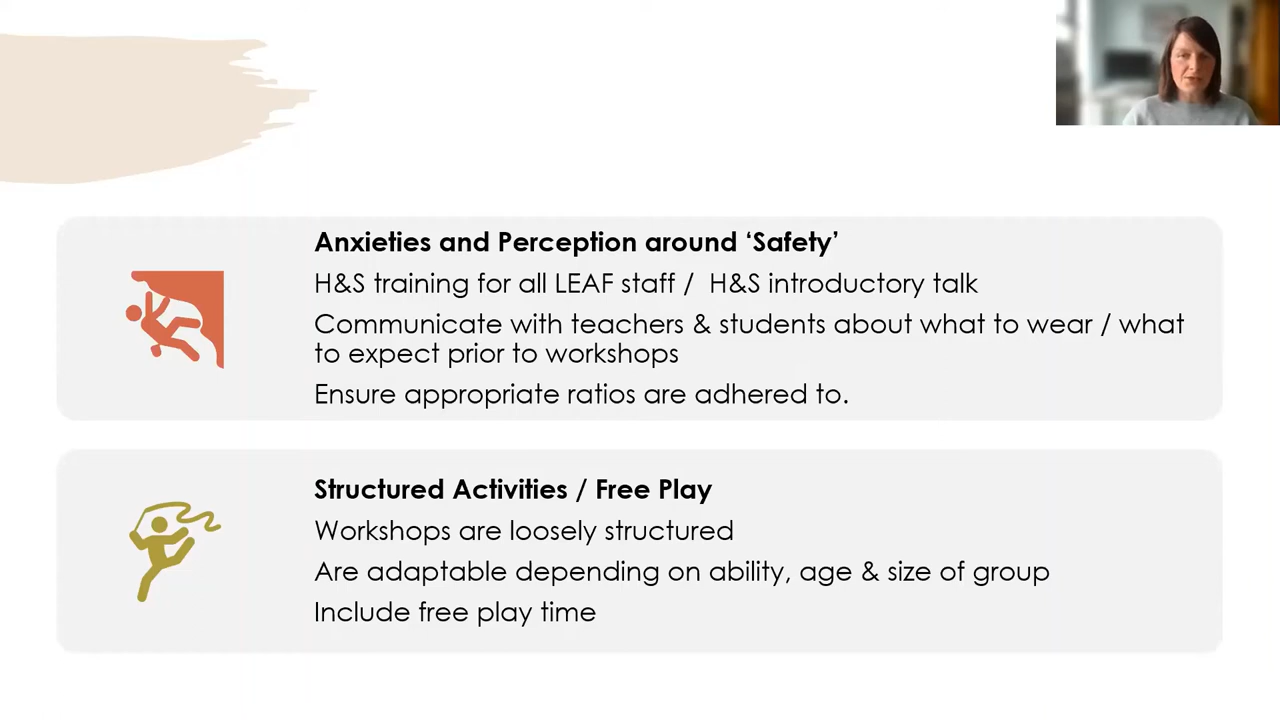 Anxieties and Perception around ‘Safety’
H&S training for all LEAF staff /  H&S introductory talk
Communicate with teachers & students about what to wear / what
to expect prior to workshops
Ensure appropriate ratios are adhered to.
Structured Activities / Free Play
Workshops are loosely structured
Are adaptable depending on ability, age & size of group
Include free play time